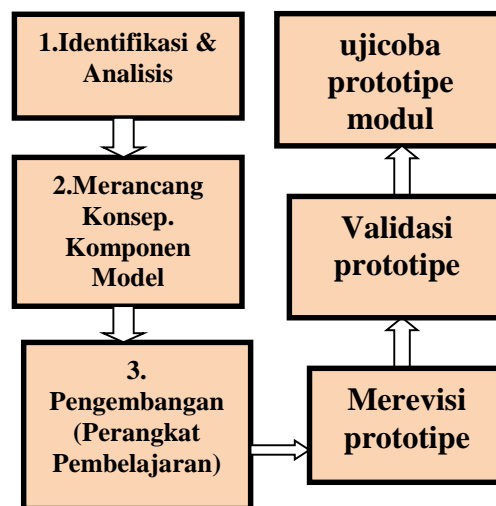 1.Identifikasi &
Analisis
2.Merancang
Konsep.
Komponen
Model
3.
Pengembangan
(Perangkat
Pembelajaran)
Merevisi
prototipe
Validasi
prototipe
ujicoba
prototipe
modul